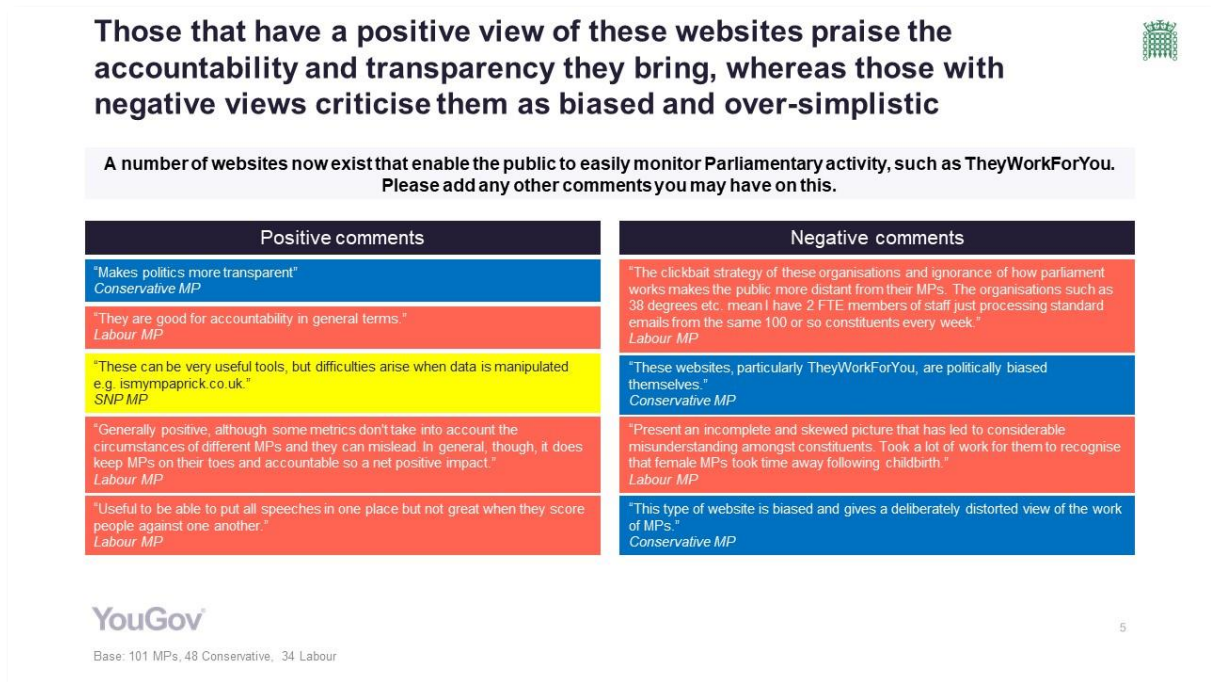 Those that have a positive view of these websites praise the
accountability and transparency they bring, whereas those with
negative views criticise them as biased and over-simplistic
A number of websites now exist that enable the public to easily monitor Parliamentary activity, such as TheyWorkForYou.
Please add any other comments you may have on this.
Positive comments
"Makes politics more transparent"
Conservative MP
"They are good for accountability in general terms."
Labour MP
"These can be very useful tools, but difficulties arise when data is manipulated
e.g. ismympaprick.co.uk."
SNP MP
"Generally positive, although some metrics don't take into account the
circumstances of different MPs and they can mislead. In general, though, it does
keep MPs on their toes and accountable so a net positive impact."
Labour MP
"Useful to be able to put all speeches in one place but not great when they score
people against one another."
Labour MP
Negative comments
"The clickbait strategy of these organisations and ignorance of how parliament
works makes the public more distant from their MPs. The organisations such as
38 degrees etc. mean I have 2 FTE members of staff just processing standard
emails from the same 100 or so constituents every week."
Labour MP
"These websites, particularly TheyWorkForYou, are politically biased
themselves."
Conservative MP
"Present an incomplete and skewed picture that has led to considerable
misunderstanding amongst constituents. Took a lot of work for them to recognise
that female MPs took time away following childbirth."
Labour MP
"This type of website is biased and gives a deliberately distorted view of the work
of MPs."
Conservative MP
YouGov®
5
Base: 101 MPs, 48 Conservative, 34 Labour